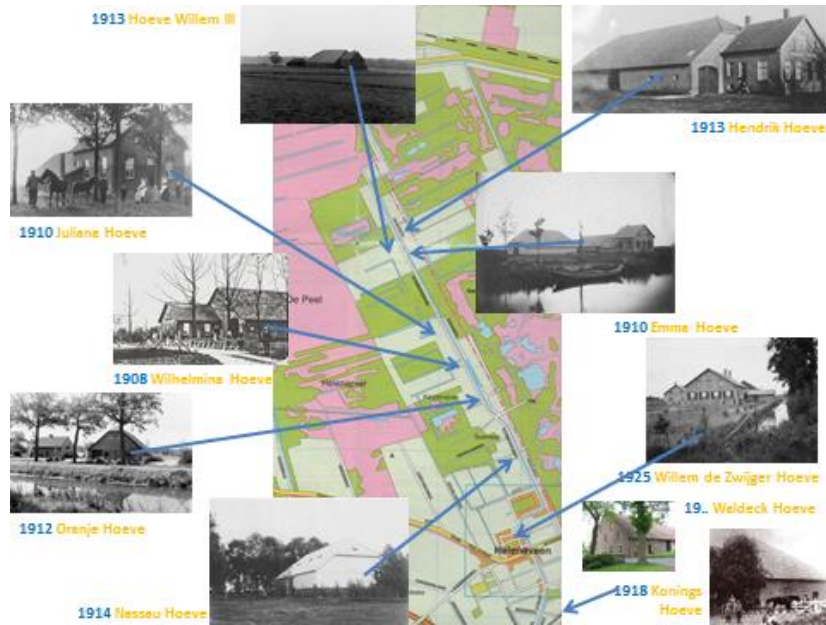 1913 Hoeve Willem III
1913 Hendrik Hoeve
1910 Juliana Hoeve
De Peel
1910 Emma Hoeve
1908 Wilhelmina Hoeve
1925 Willem de Zwijger Hoeve
1912 Oranje Hoeve
19.. Weldeck Hoeve
Helenaveen
1914 Nassau Hoeve
1918 Konings
Hoeve